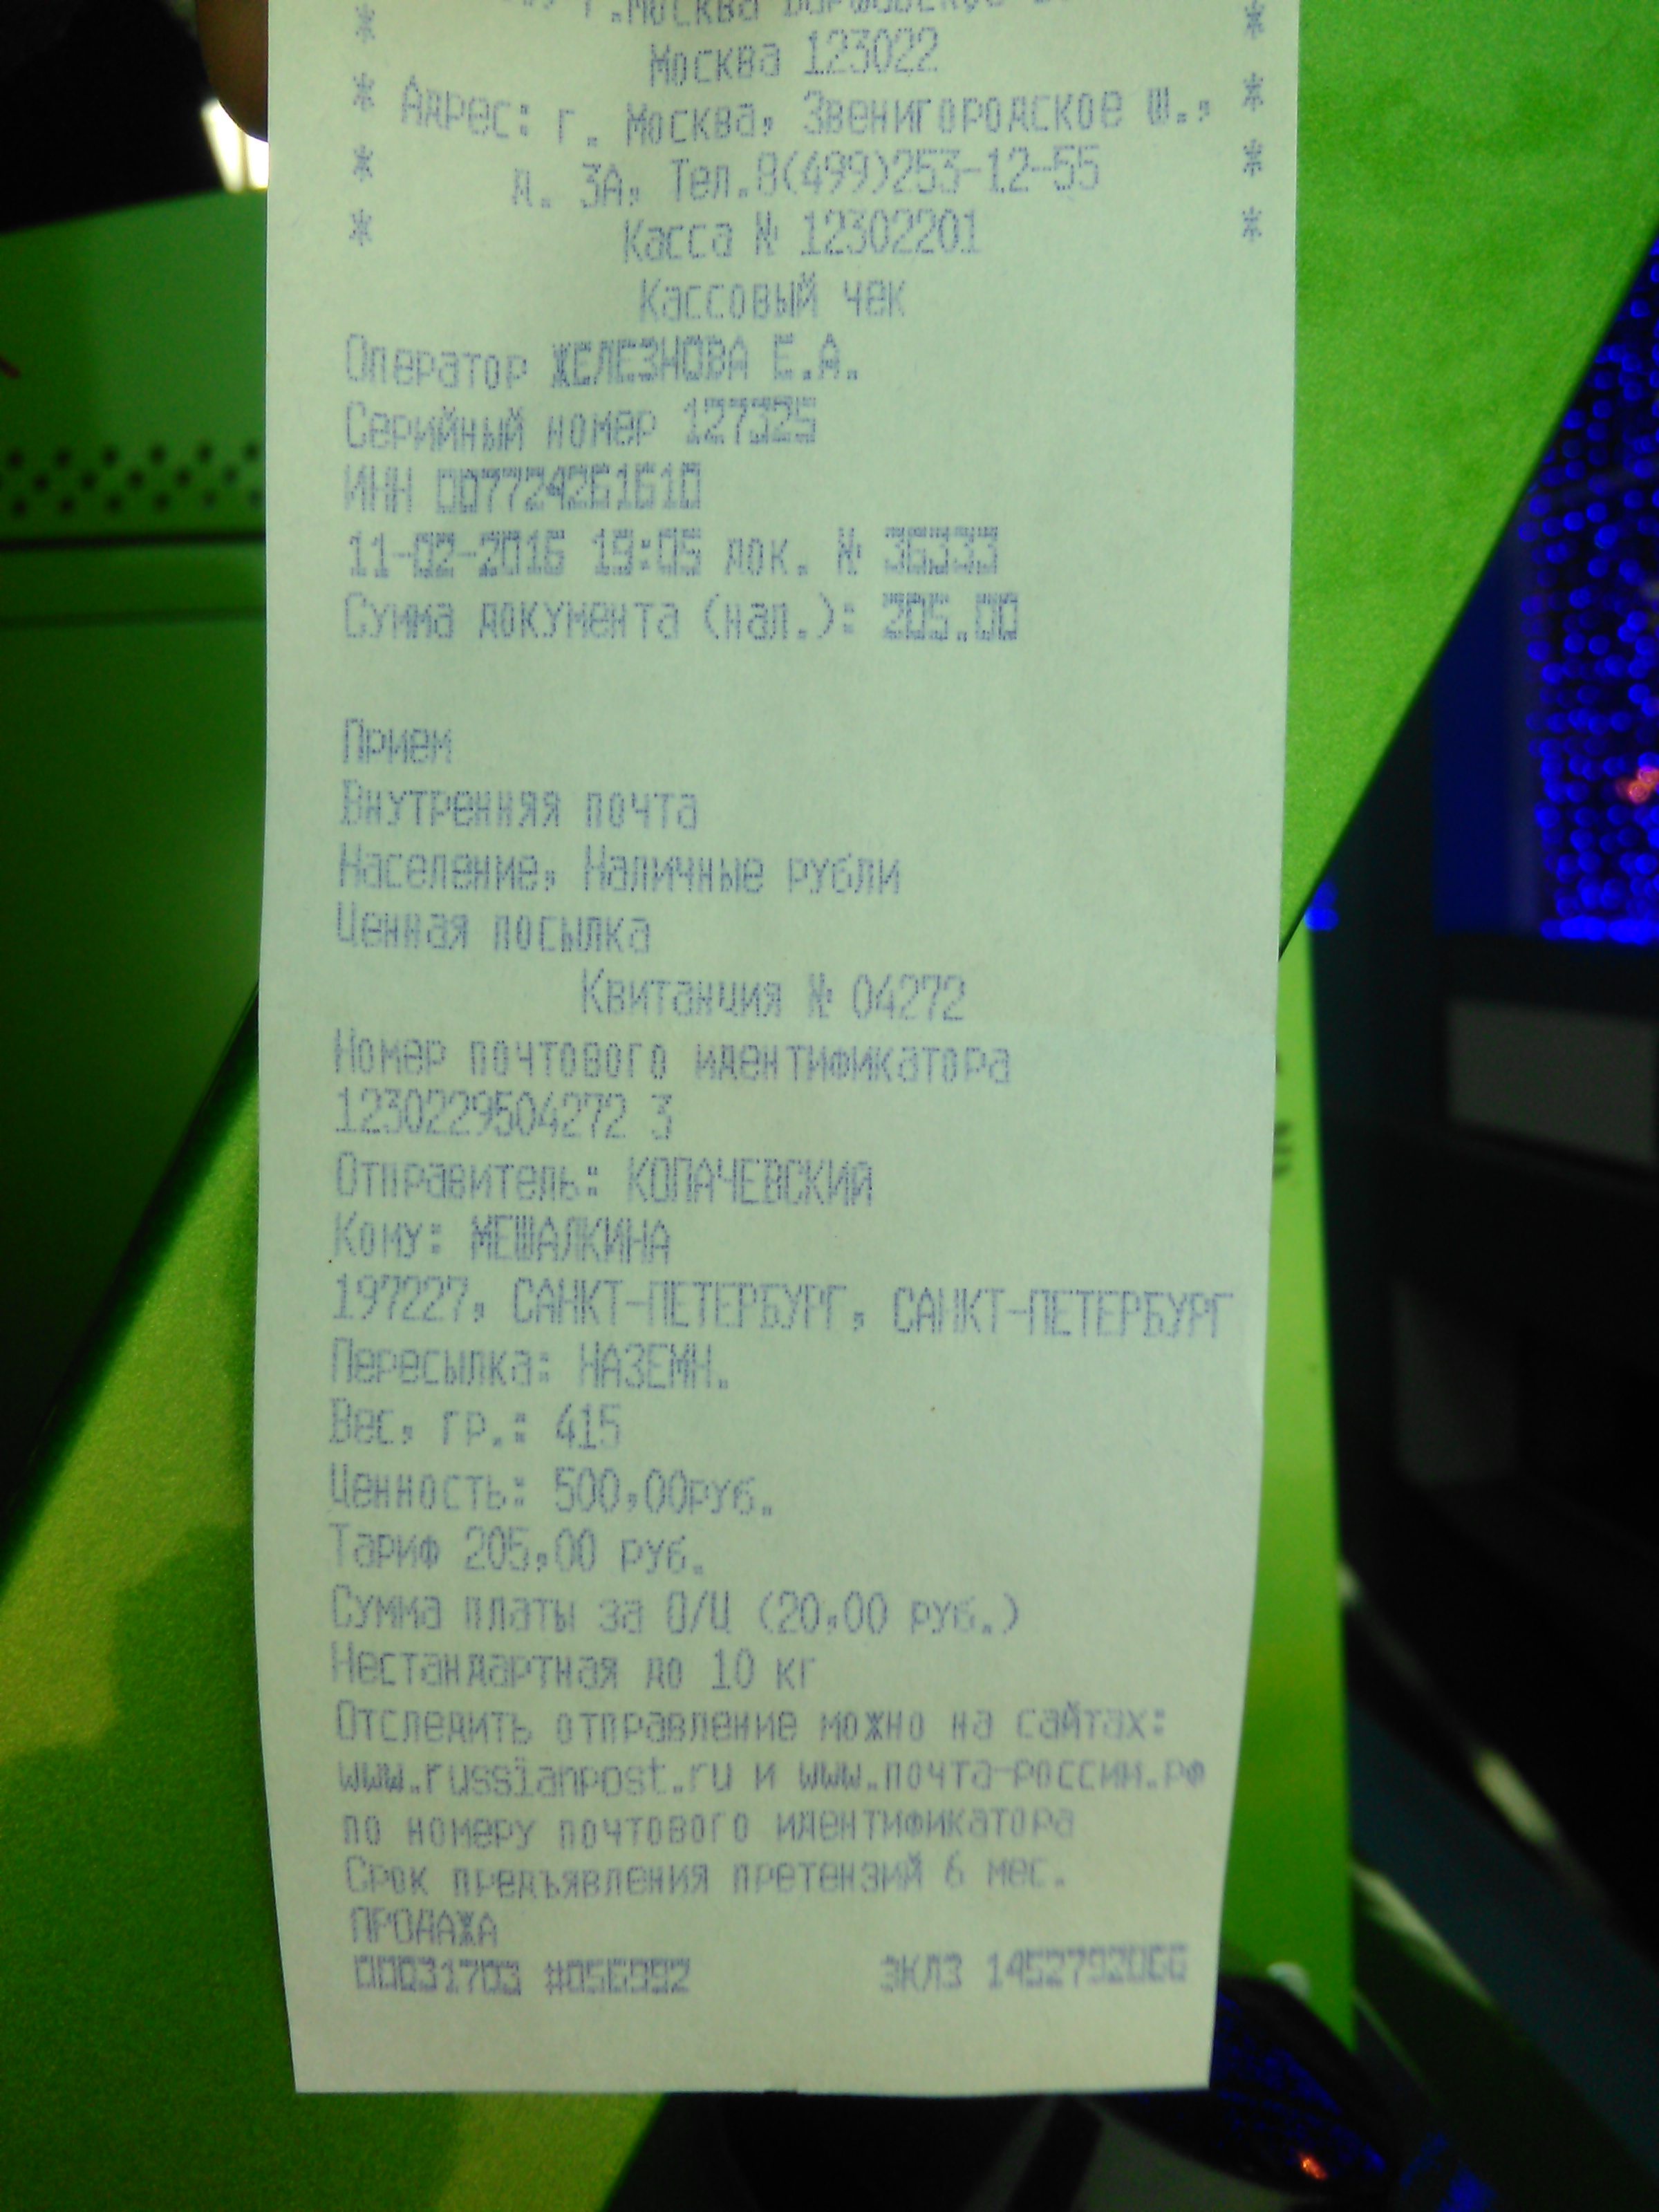 г.Москва
* Москва 123022 *
* Адрес: г. Москва, Звенигородское ш., *
* д. 3А, Тел.8(499)253-12-55 *
* Касса № 12302201 *
Кассовый чек
Оператор ЖЕЛЕЗНОВА Е.А.
Серийный номер 127325
ИНН 007724261610
11-02-2016 19:05 док. № 36333
Сумма документа (нал.): 205.00
Прием
Внутренняя почта
Население, Наличные рубли
Ценная посылка
Квитанция № 04272
Номер почтового идентификатора
1230229504272 3
Отправитель: КОПАЧЕВСКИЙ
Кому: МЕШАЛКИНА
197227, САНКТ-ПЕТЕРБУРГ, САНКТ-ПЕТЕРБУРГ
Пересылка: НАЗЕМН.
Вес, гр.: 415
Ценность: 500,00руб.
Тариф 205,00 руб.
Сумма платы за О/Ц (20,00 руб.)
Нестандартная до 10 кг
Отследить отправление можно на сайтах:
www.russianpost.ru и www.почта-россии.рф
по номеру почтового идентификатора
Срок предъявления претензий 6 мес.
ПРОДАЖА
00031703 #056992 ЭКЛЗ 1452792066